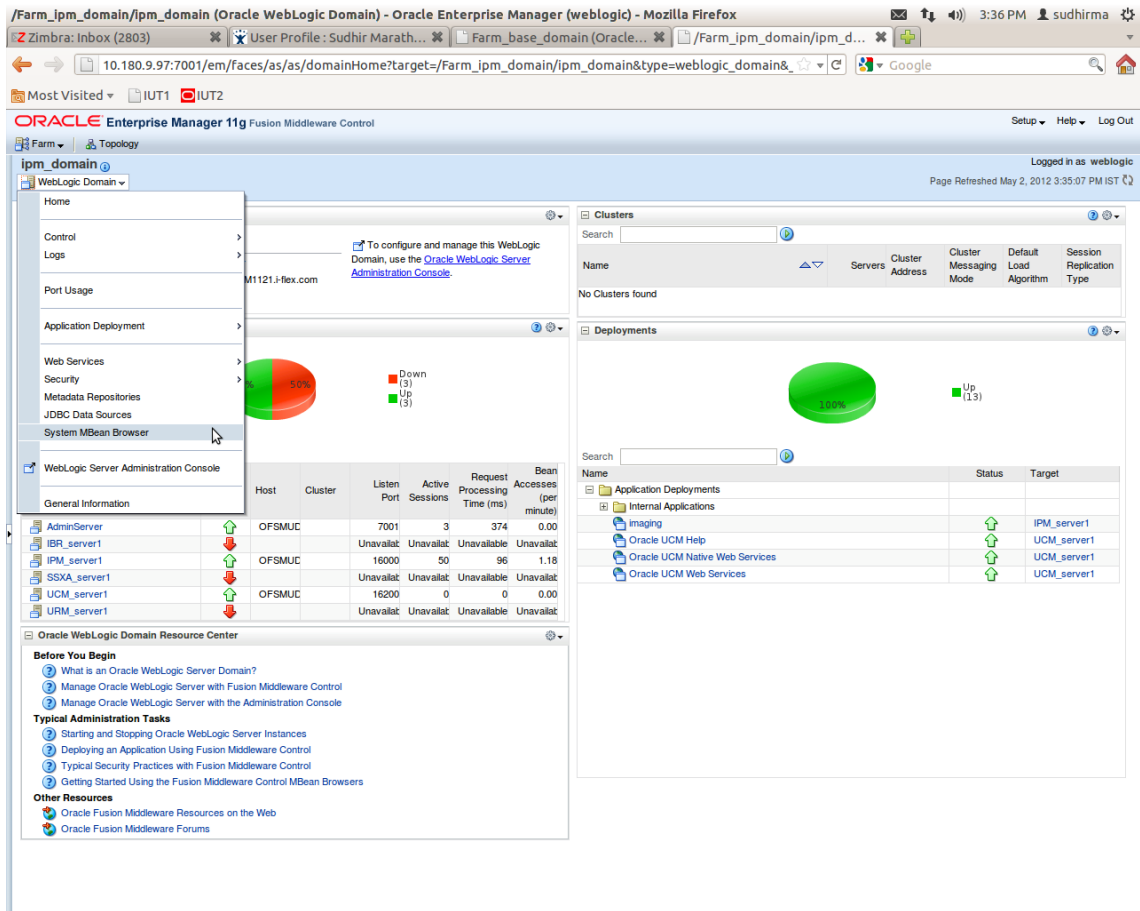 /Farm_ipm_domain/ipm_domain (Oracle WebLogic Domain) - Oracle Enterprise Manager (weblogic) - Mozilla Firefox 3:36 PM sudhirma
Z Zimbra: Inbox (2803) User Profile : Sudhir Marath... Farm_base_domain (Oracle... /Farm_ipm_domain/ipm_d...
10.180.9.97:7001/em/faces/as/as/domainHome?target=/Farm_ipm_domain/ipm_domain&type=weblogic_domain&_ Google
Most Visited IUT1 IUT2
ORACLE Enterprise Manager 11g Fusion Middleware Control Setup Help Log Out
Farm Topology
ipm_domain Logged in as weblogic
WebLogic Domain Page Refreshed May 2, 2012 3:35:07 PM IST
Home
Control
Logs
Port Usage
Application Deployment
Web Services
Security
Metadata Repositories
JDBC Data Sources
System MBean Browser
WebLogic Server Administration Console
General Information
To configure and manage this WebLogic
Domain, use the Oracle WebLogic Server
Administration Console.
M1121.i-flex.com
% 50%
Down
(3)
Up
(3)
Host Cluster Listen Port Active Sessions Request Processing Time (ms) Bean Accesses (per minute)
AdminServer OFSMUD 7001 3 374 0.00
IBR_server1 Unavailab Unavailab Unavailable Unavailab
IPM_server1 OFSMUD 16000 50 96 1.18
SSXA_server1 Unavailab Unavailab Unavailable Unavailab
UCM_server1 OFSMUD 16200 0 0 0.00
URM_server1 Unavailab Unavailab Unavailable Unavailab
Oracle WebLogic Domain Resource Center
Before You Begin
What is an Oracle WebLogic Server Domain?
Manage Oracle WebLogic Server with Fusion Middleware Control
Manage Oracle WebLogic Server with the Administration Console
Typical Administration Tasks
Starting and Stopping Oracle WebLogic Server Instances
Deploying an Application Using Fusion Middleware Control
Typical Security Practices with Fusion Middleware Control
Getting Started Using the Fusion Middleware Control MBean Browsers
Other Resources
Oracle Fusion Middleware Resources on the Web
Oracle Fusion Middleware Forums
Clusters
Search
Name Servers Cluster Address Cluster Messaging Mode Default Load Algorithm Session Replication Type
No Clusters found
Deployments
100%
Up
(13)
Search
Name Status Target
Application Deployments
Internal Applications
imaging IPM_server1
Oracle UCM Help UCM_server1
Oracle UCM Native Web Services UCM_server1
Oracle UCM Web Services UCM_server1